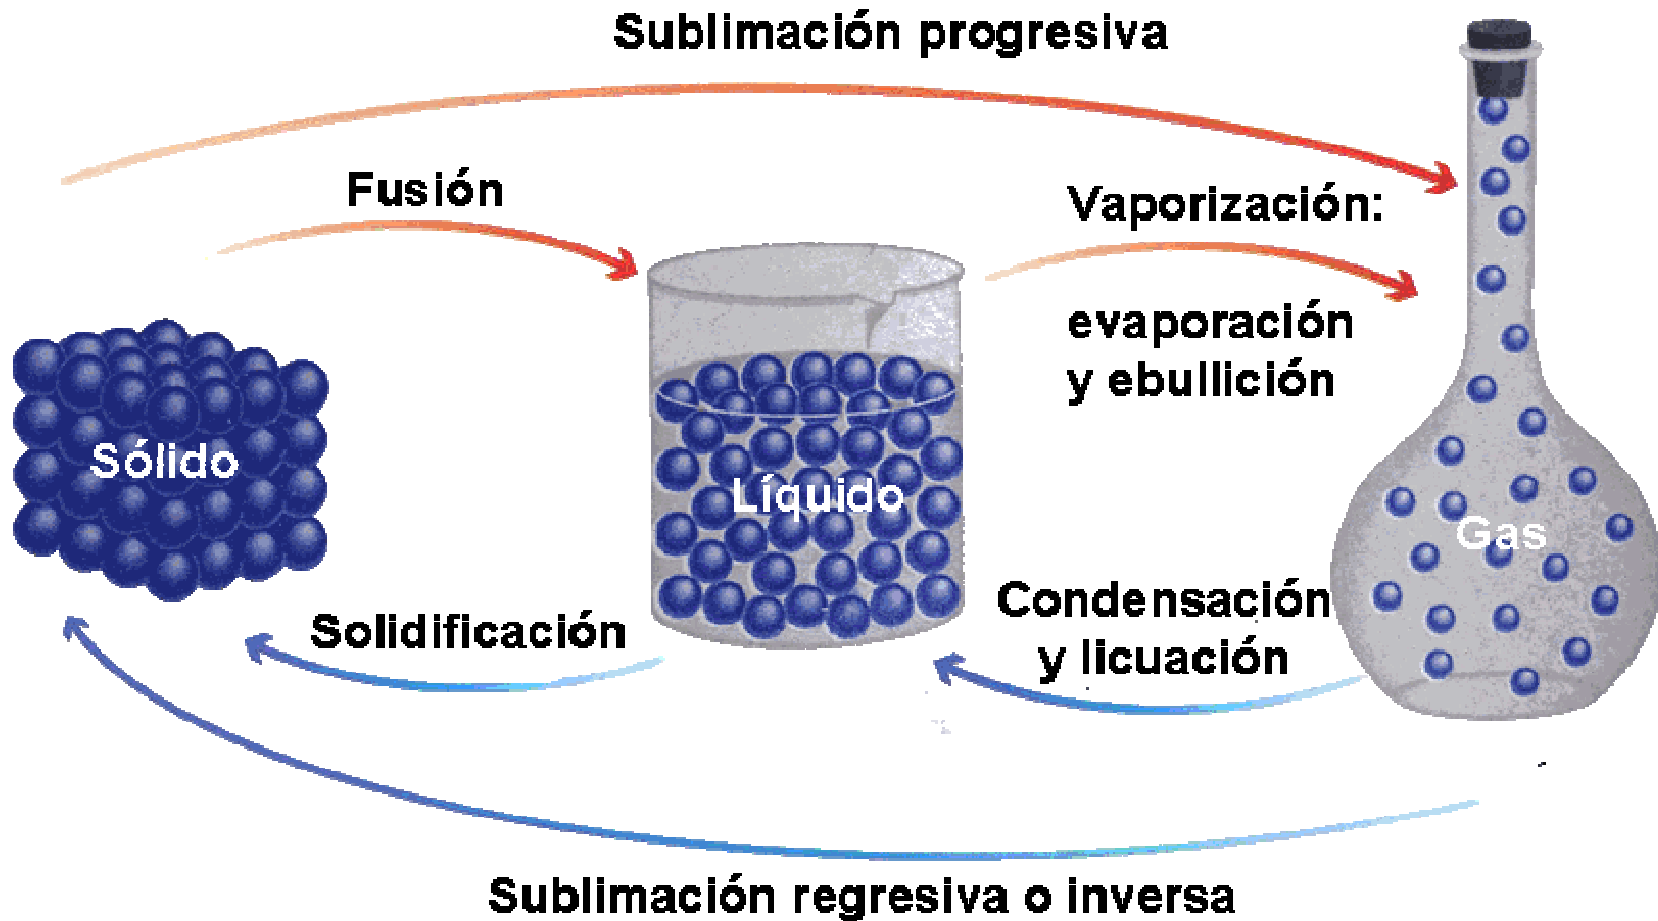 Sublimación progresiva
Fusión
Vaporización:
evaporación
y ebullición
Sólido
Líquido
Gas
Condensación
y licuación
Solidificación
Sublimación regresiva o inversa